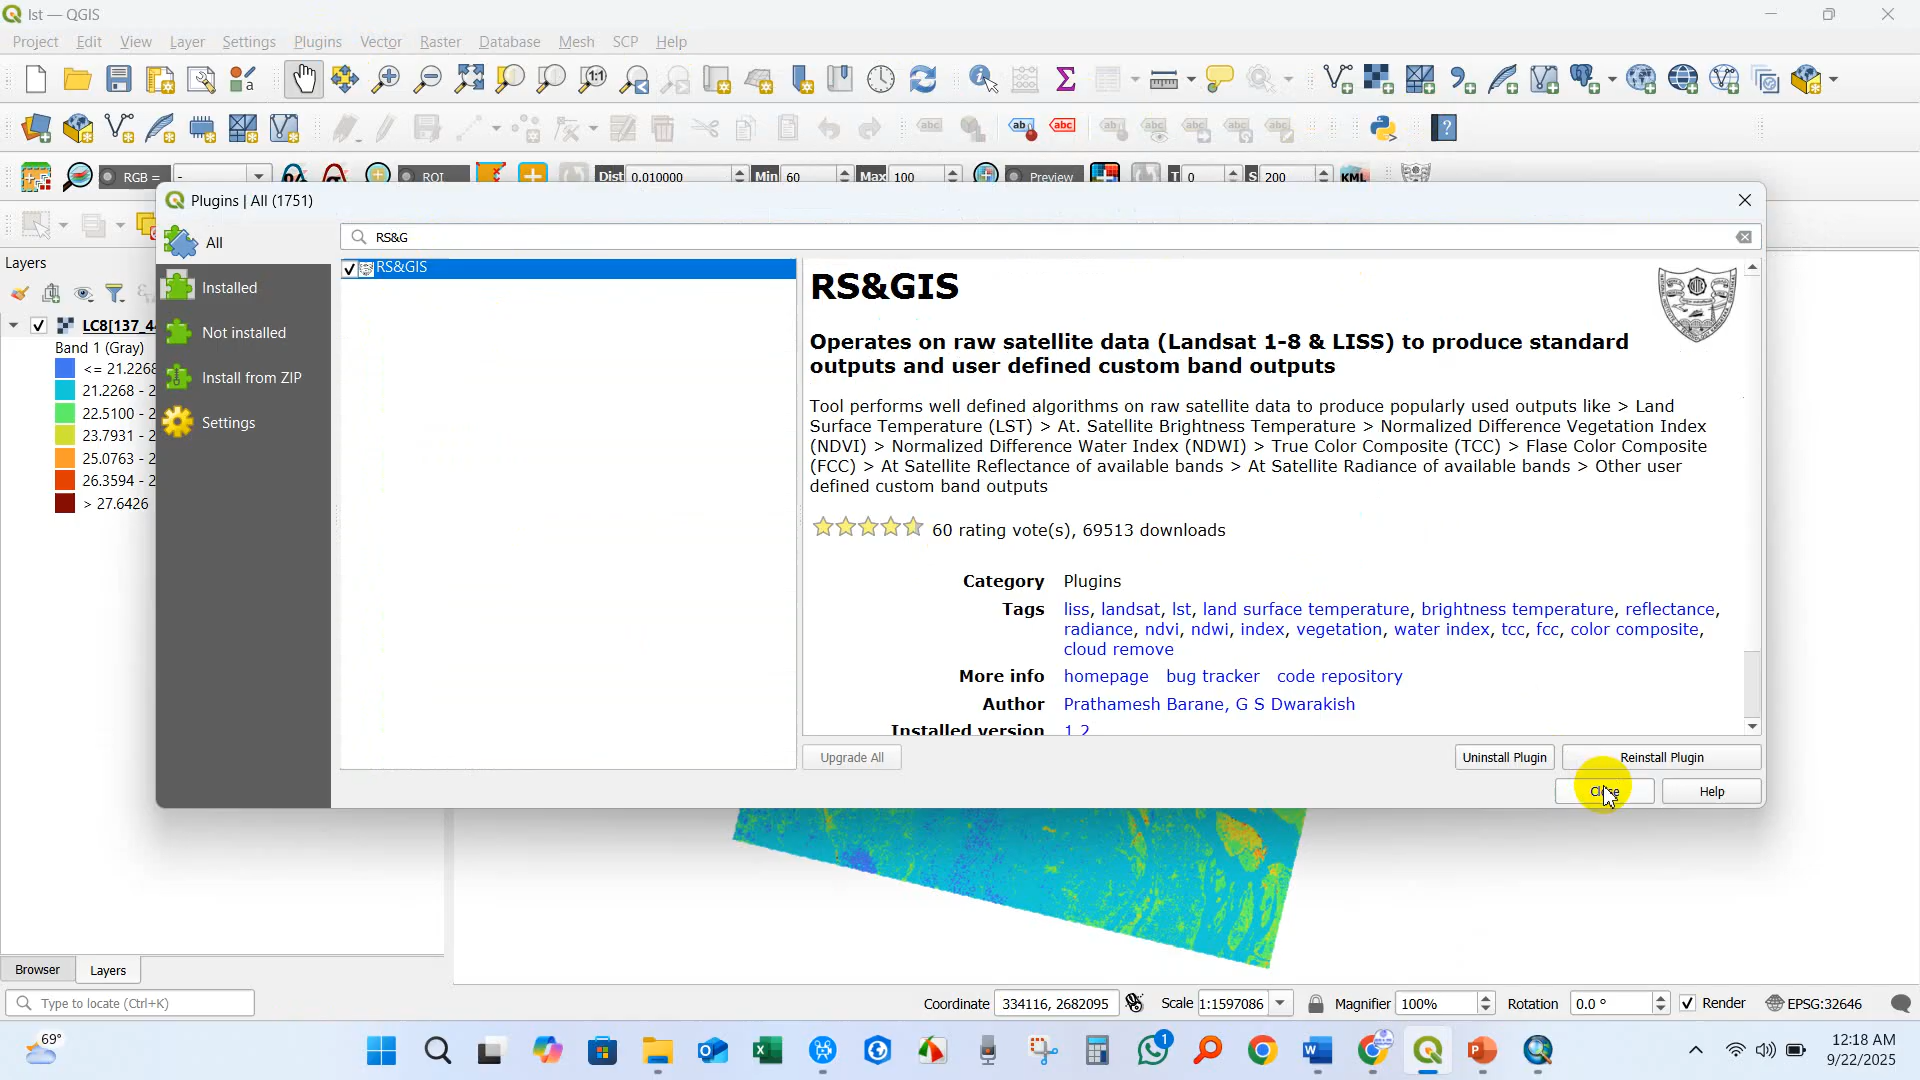 lst — QGIS
Project Edit View Layer Settings Plugins Vector Raster Database Mesh SCP Help
RGB = - ROI Dist 0.010000 Min 60 Max 100 Preview T 0 S 200 KML
Plugins | All (1751)
All
RS&G
Installed
Not installed
Install from ZIP
Settings
RS&GIS
RS&GIS
Operates on raw satellite data (Landsat 1-8 & LISS) to produce standard
outputs and user defined custom band outputs
Tool performs well defined algorithms on raw satellite data to produce popularly used outputs like > Land
Surface Temperature (LST) > At. Satellite Brightness Temperature > Normalized Difference Vegetation Index
(NDVI) > Normalized Difference Water Index (NDWI) > True Color Composite (TCC) > Flase Color Composite
(FCC) > At Satellite Reflectance of available bands > At Satellite Radiance of available bands > Other user
defined custom band outputs
60 rating vote(s), 69513 downloads
Category Plugins
Tags liss, landsat, lst, land surface temperature, brightness temperature, reflectance,
radiance, ndvi, ndwi, index, vegetation, water index, tcc, fcc, color composite,
cloud remove
More info homepage bug tracker code repository
Author Prathamesh Barane, G S Dwarakish
Installed version 1.2
Upgrade All Uninstall Plugin Reinstall Plugin
Close Help
Layers
LC8[137_4
Band 1 (Gray)
<= 21.2268
21.2268 - 2
22.5100 - 2
23.7931 - 2
25.0763 - 2
26.3594 - 2
> 27.6426
Browser Layers
Type to locate (Ctrl+K) Coordinate 334116, 2682095 Scale 1:1597086 Magnifier 100% Rotation 0.0 ° Render EPSG:32646
69°
1
12:18 AM
9/22/2025